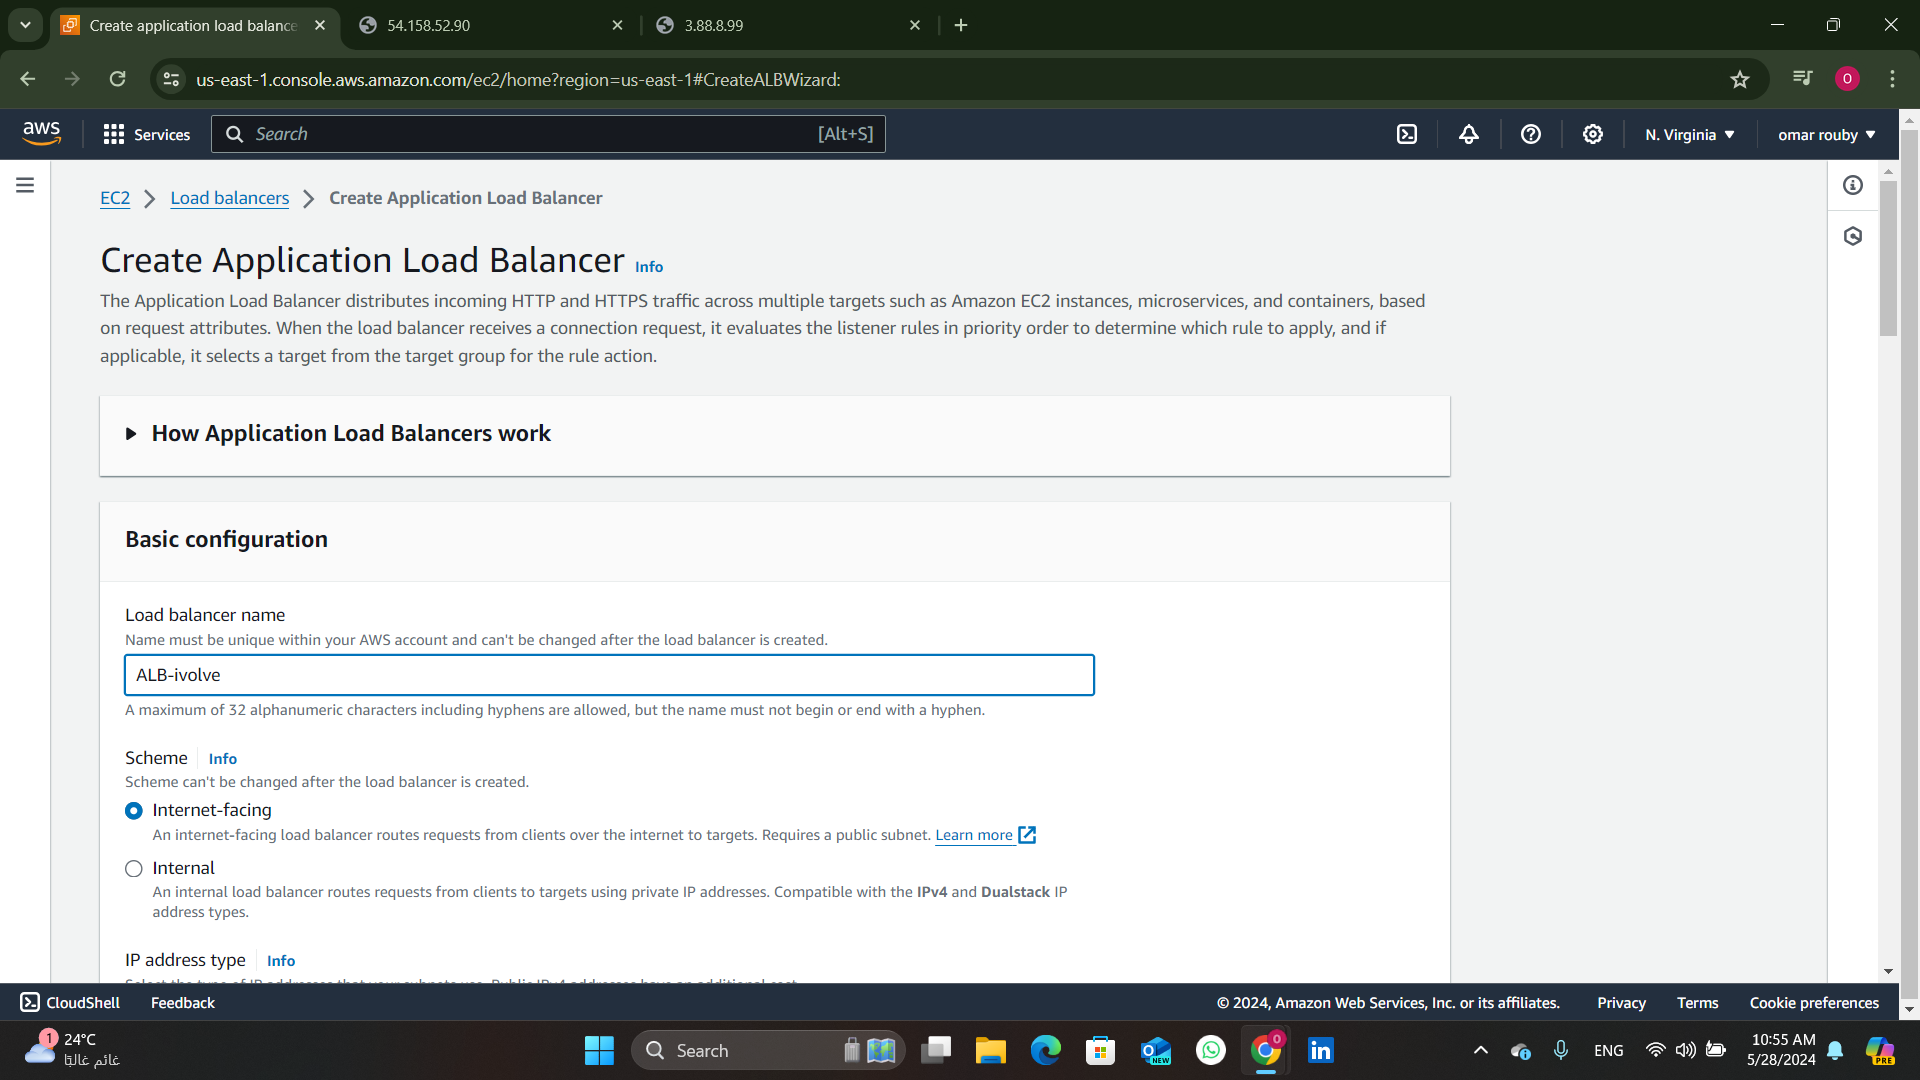 Create application load balance
54.158.52.90
3.88.8.99
us-east-1.console.aws.amazon.com/ec2/home?region=us-east-1#CreateALBWizard:
O
aws
Services
Search
[Alt+S]
N. Virginia
omar rouby
EC2
Load balancers
Create Application Load Balancer
Create Application Load Balancer Info
The Application Load Balancer distributes incoming HTTP and HTTPS traffic across multiple targets such as Amazon EC2 instances, microservices, and containers, based
on request attributes. When the load balancer receives a connection request, it evaluates the listener rules in priority order to determine which rule to apply, and if
applicable, it selects a target from the target group for the rule action.
How Application Load Balancers work
Basic configuration
Load balancer name
Name must be unique within your AWS account and can't be changed after the load balancer is created.
ALB-ivolve
A maximum of 32 alphanumeric characters including hyphens are allowed, but the name must not begin or end with a hyphen.
Scheme Info
Scheme can't be changed after the load balancer is created.
Internet-facing
An internet-facing load balancer routes requests from clients over the internet to targets. Requires a public subnet. Learn more
Internal
An internal load balancer routes requests from clients to targets using private IP addresses. Compatible with the IPv4 and Dualstack IP
address types.
IP address type Info
CloudShell
Feedback
© 2024, Amazon Web Services, Inc. or its affiliates.
Privacy
Terms
Cookie preferences
1
24°C
غائم غالبًا
Search
NEW
O
in
ENG
10:55 AM
5/28/2024
PRE